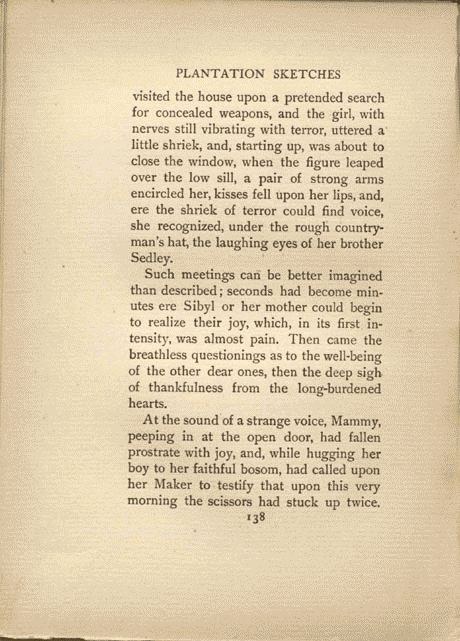 PLANTATION SKETCHES
visited the house upon a pretended search
for concealed weapons, and the girl, with
nerves still vibrating with terror, uttered a
little shriek, and, starting up, was about to
close the window, when the figure leaped
over the low sill, a pair of strong arms
encircled her, kisses fell upon her lips, and,
ere the shriek of terror could find voice,
she recognized, under the rough country-
man's hat, the laughing eyes of her brother
Sedley.
Such meetings can be better imagined
than described; seconds had become min-
utes ere Sibyl or her mother could begin
to realize their joy, which, in its first in-
tensity, was almost pain. Then came the
breathless questionings as to the well-being
of the other dear ones, then the deep sigh
of thankfulness from the long-burdened
hearts.
At the sound of a strange voice, Mammy,
peeping in at the open door, had fallen
prostrate with joy, and, while hugging her
boy to her faithful bosom, had called upon
her Maker to testify that upon this very
morning the scissors had stuck up twice.
138